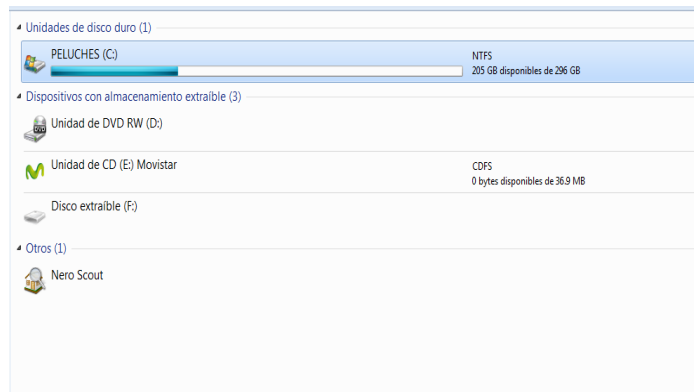 Unidades de disco duro (1)
PELUCHES (C:)
NTFS
205 GB disponibles de 296 GB
Dispositivos con almacenamiento extraíble (3)
Unidad de DVD RW (D:)
Unidad de CD (E:) Movistar
CDFS
0 bytes disponibles de 36.9 MB
Disco extraíble (F:)
Otros (1)
Nero Scout